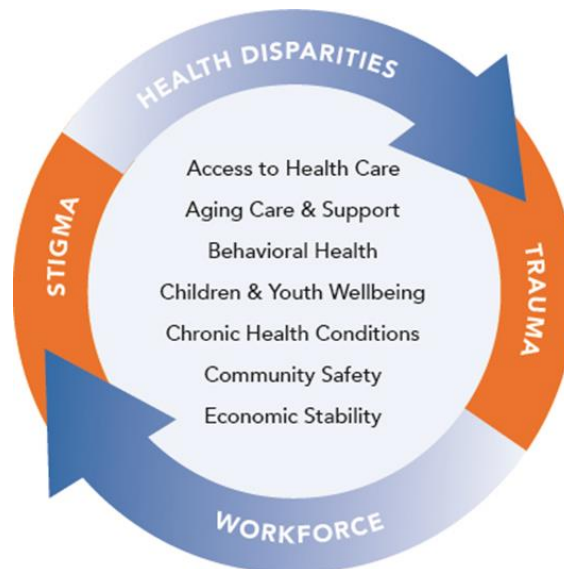 HEALTH DISPARITIES
STIGMA
TRAUMA
Access to Health Care
Aging Care & Support
Behavioral Health
Children & Youth Wellbeing
Chronic Health Conditions
Community Safety
Economic Stability
WORKFORCE